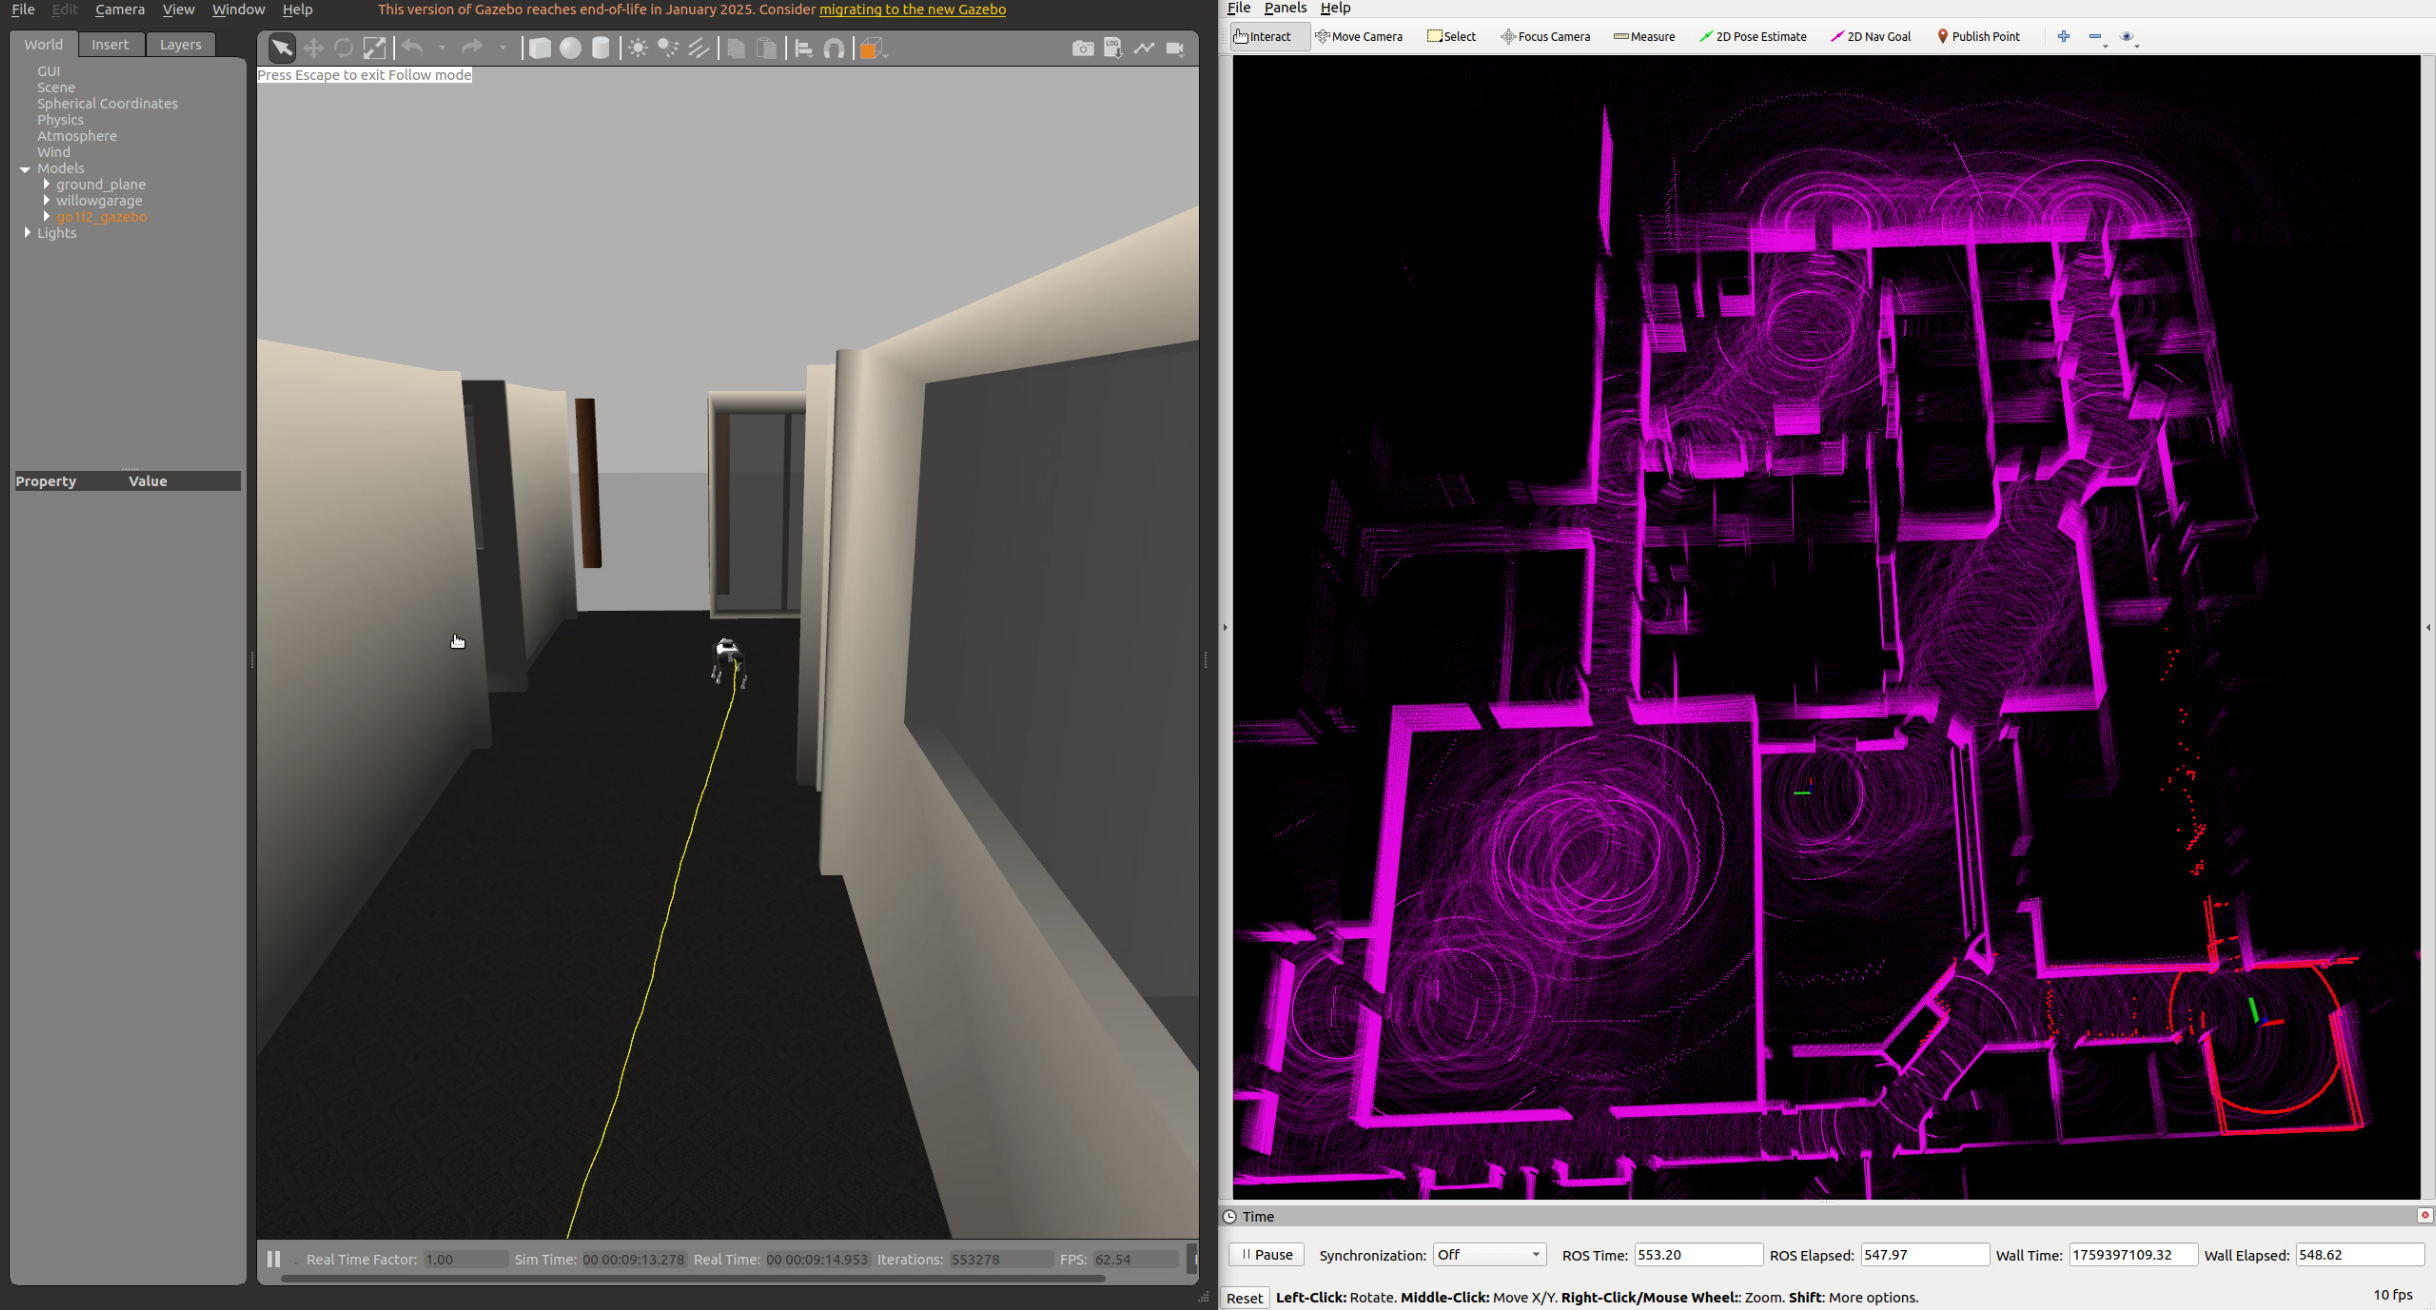 File Edit Camera View Window Help
This version of Gazebo reaches end-of-life in January 2025. Consider migrating to the new Gazebo
World Insert Layers
GUI
Scene
Spherical Coordinates
Physics
Atmosphere
Wind
Models
ground_plane
willowgarage
go1l2_gazebo
Lights
Property Value
LOG
Press Escape to exit Follow mode
Real Time Factor: 1.00 Sim Time: 00 00:09:13.278 Real Time: 00 00:09:14.953 Iterations: 553278 FPS: 62.54
File Panels Help
Interact Move Camera Select Focus Camera Measure 2D Pose Estimate 2D Nav Goal Publish Point
Time
Pause Synchronization: Off ROS Time: 553.20 ROS Elapsed: 547.97 Wall Time: 1759397109.32 Wall Elapsed: 548.62
Reset Left-Click: Rotate. Middle-Click: Move X/Y. Right-Click/Mouse Wheel:: Zoom. Shift: More options. 10 fps